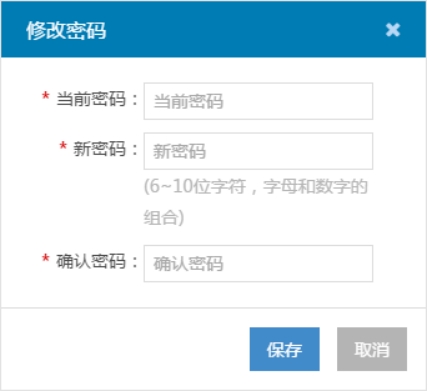 修改密码 ×
* 当前密码： 当前密码
* 新密码： 新密码
(6~10位字符，字母和数字的
组合)
* 确认密码： 确认密码
保存 取消